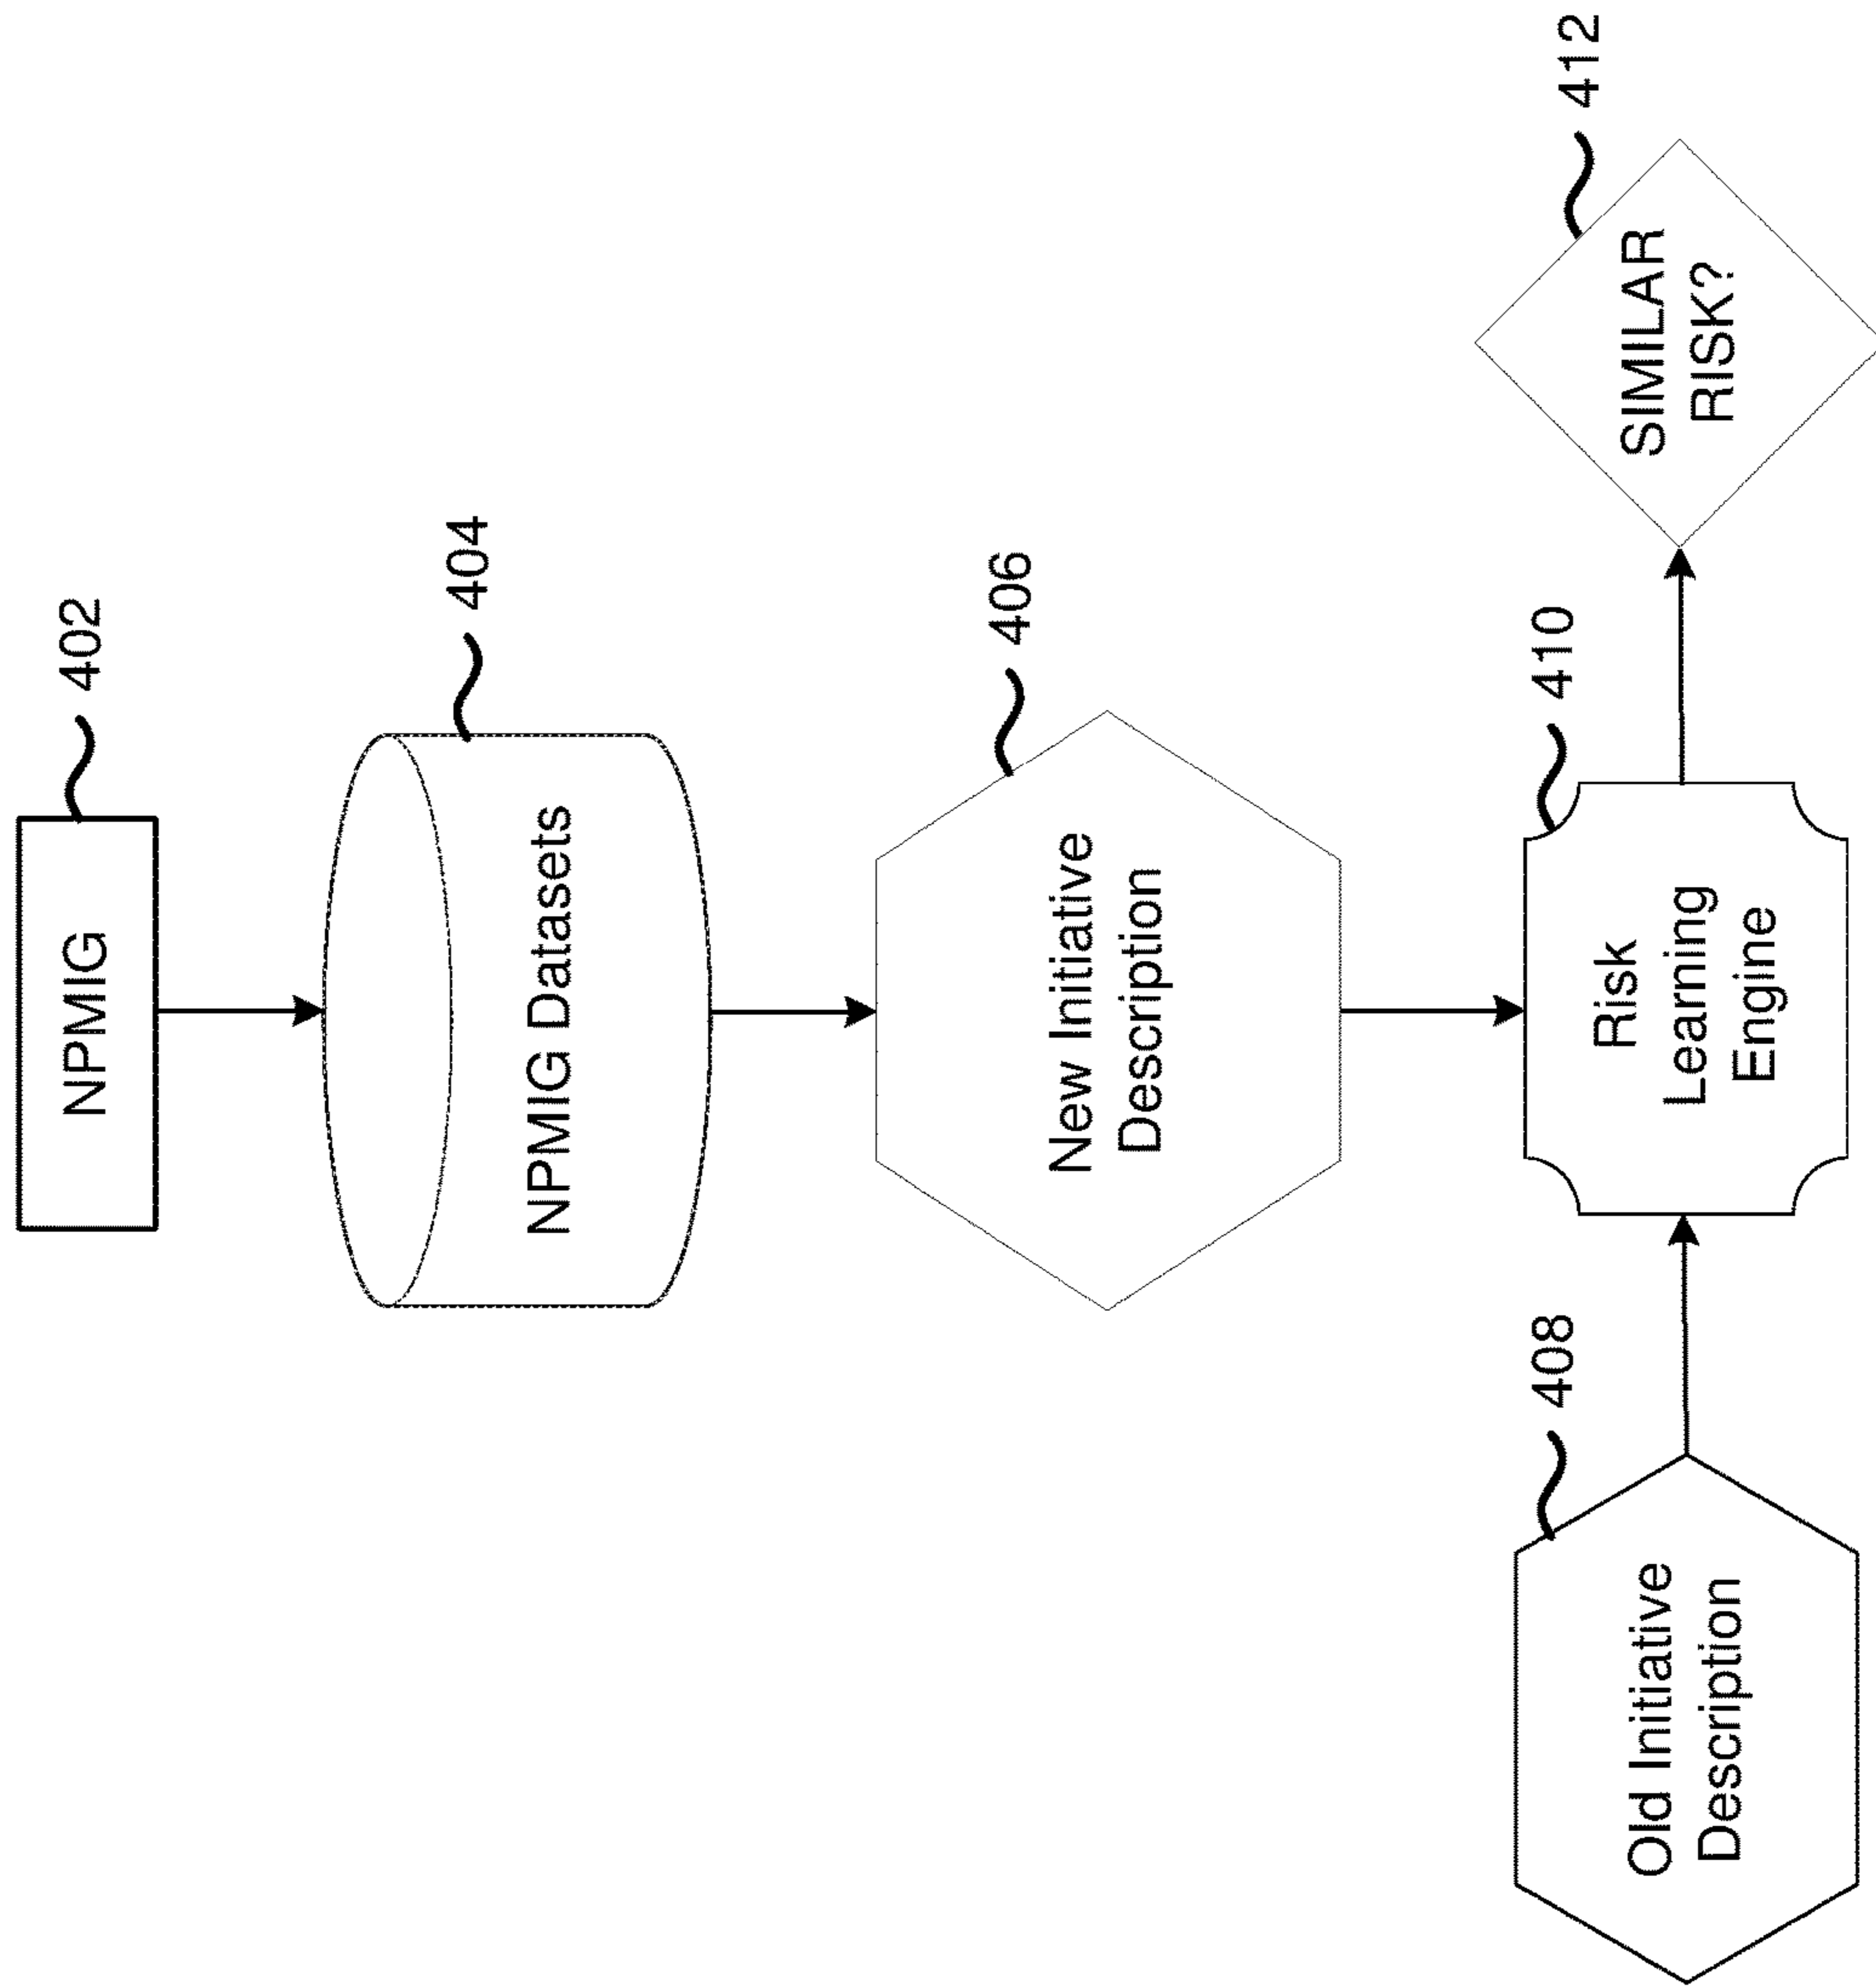 NPMIG
402
NPMIG Datasets
404
New Initiative
Description
406
Old Initiative
Description
408
Risk
Learning
Engine
410
SIMILAR
RISK?
412